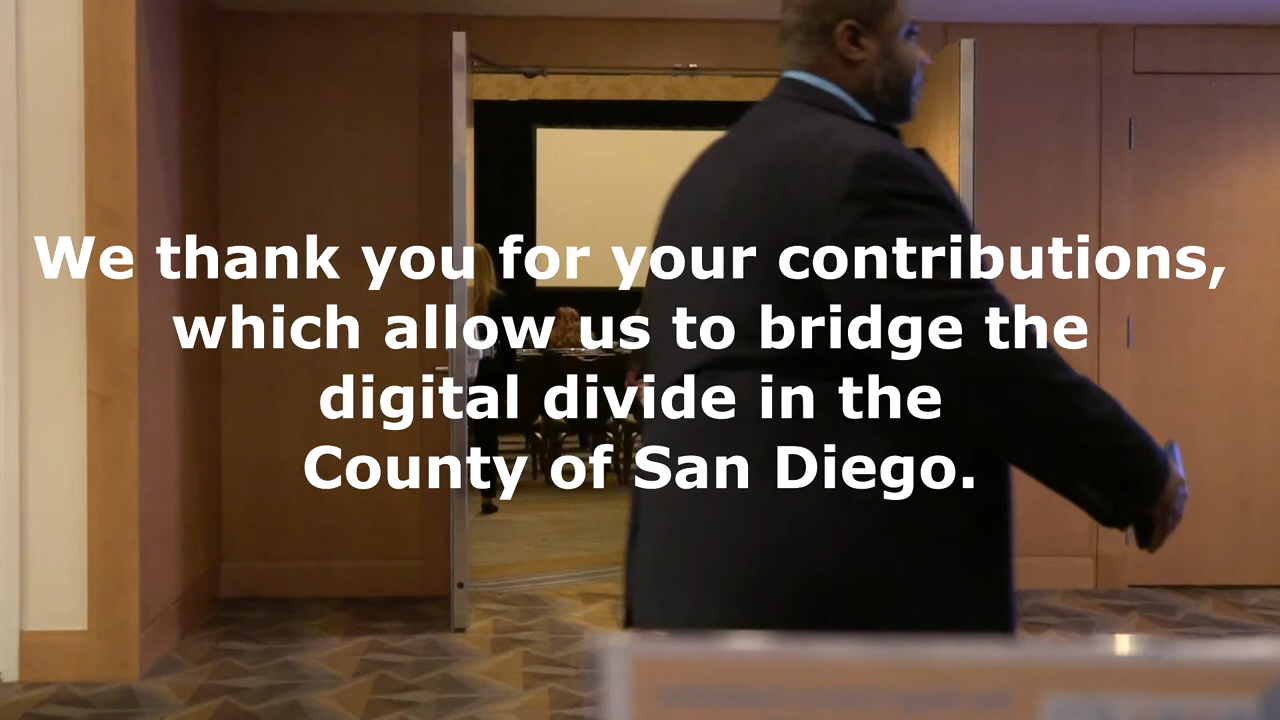 We thank you for your contributions,
which allow us to bridge the
digital divide in the
County of San Diego.